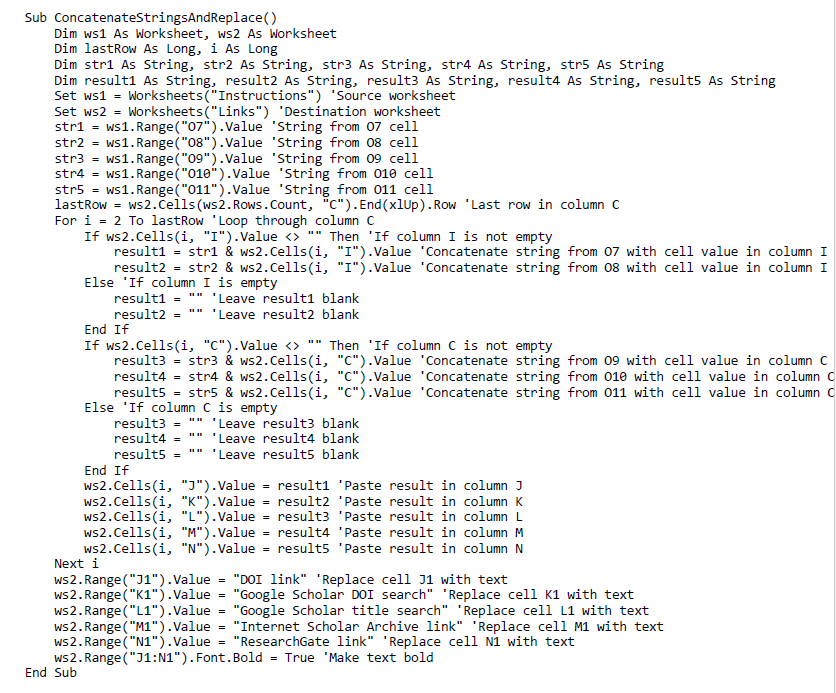 Sub ConcatenateStringsAndReplace()
    Dim ws1 As Worksheet, ws2 As Worksheet
    Dim lastRow As Long, i As Long
    Dim str1 As String, str2 As String, str3 As String, str4 As String, str5 As String
    Dim result1 As String, result2 As String, result3 As String, result4 As String, result5 As String
    Set ws1 = Worksheets("Instructions") 'Source worksheet
    Set ws2 = Worksheets("Links") 'Destination worksheet
    str1 = ws1.Range("O7").Value 'String from O7 cell
    str2 = ws1.Range("O8").Value 'String from O8 cell
    str3 = ws1.Range("O9").Value 'String from O9 cell
    str4 = ws1.Range("O10").Value 'String from O10 cell
    str5 = ws1.Range("O11").Value 'String from O11 cell
    lastRow = ws2.Cells(ws2.Rows.Count, "C").End(xlUp).Row 'Last row in column C
    For i = 2 To lastRow 'Loop through column C
        If ws2.Cells(i, "I").Value <> "" Then 'If column I is not empty
            result1 = str1 & ws2.Cells(i, "I").Value 'Concatenate string from O7 with cell value in column I
            result2 = str2 & ws2.Cells(i, "I").Value 'Concatenate string from O8 with cell value in column I
        Else 'If column I is empty
            result1 = "" 'Leave result1 blank
            result2 = "" 'Leave result2 blank
        End If
        If ws2.Cells(i, "C").Value <> "" Then 'If column C is not empty
            result3 = str3 & ws2.Cells(i, "C").Value 'Concatenate string from O9 with cell value in column C
            result4 = str4 & ws2.Cells(i, "C").Value 'Concatenate string from O10 with cell value in column C
            result5 = str5 & ws2.Cells(i, "C").Value 'Concatenate string from O11 with cell value in column C
        Else 'If column C is empty
            result3 = "" 'Leave result3 blank
            result4 = "" 'Leave result4 blank
            result5 = "" 'Leave result5 blank
        End If
        ws2.Cells(i, "J").Value = result1 'Paste result in column J
        ws2.Cells(i, "K").Value = result2 'Paste result in column K
        ws2.Cells(i, "L").Value = result3 'Paste result in column L
        ws2.Cells(i, "M").Value = result4 'Paste result in column M
        ws2.Cells(i, "N").Value = result5 'Paste result in column N
    Next i
    ws2.Range("J1").Value = "DOI link" 'Replace cell J1 with text
    ws2.Range("K1").Value = "Google Scholar DOI search" 'Replace cell K1 with text
    ws2.Range("L1").Value = "Google Scholar title search" 'Replace cell L1 with text
    ws2.Range("M1").Value = "Internet Scholar Archive link" 'Replace cell M1 with text
    ws2.Range("N1").Value = "ResearchGate link" 'Replace cell N1 with text
    ws2.Range("J1:N1").Font.Bold = True 'Make text bold
End Sub